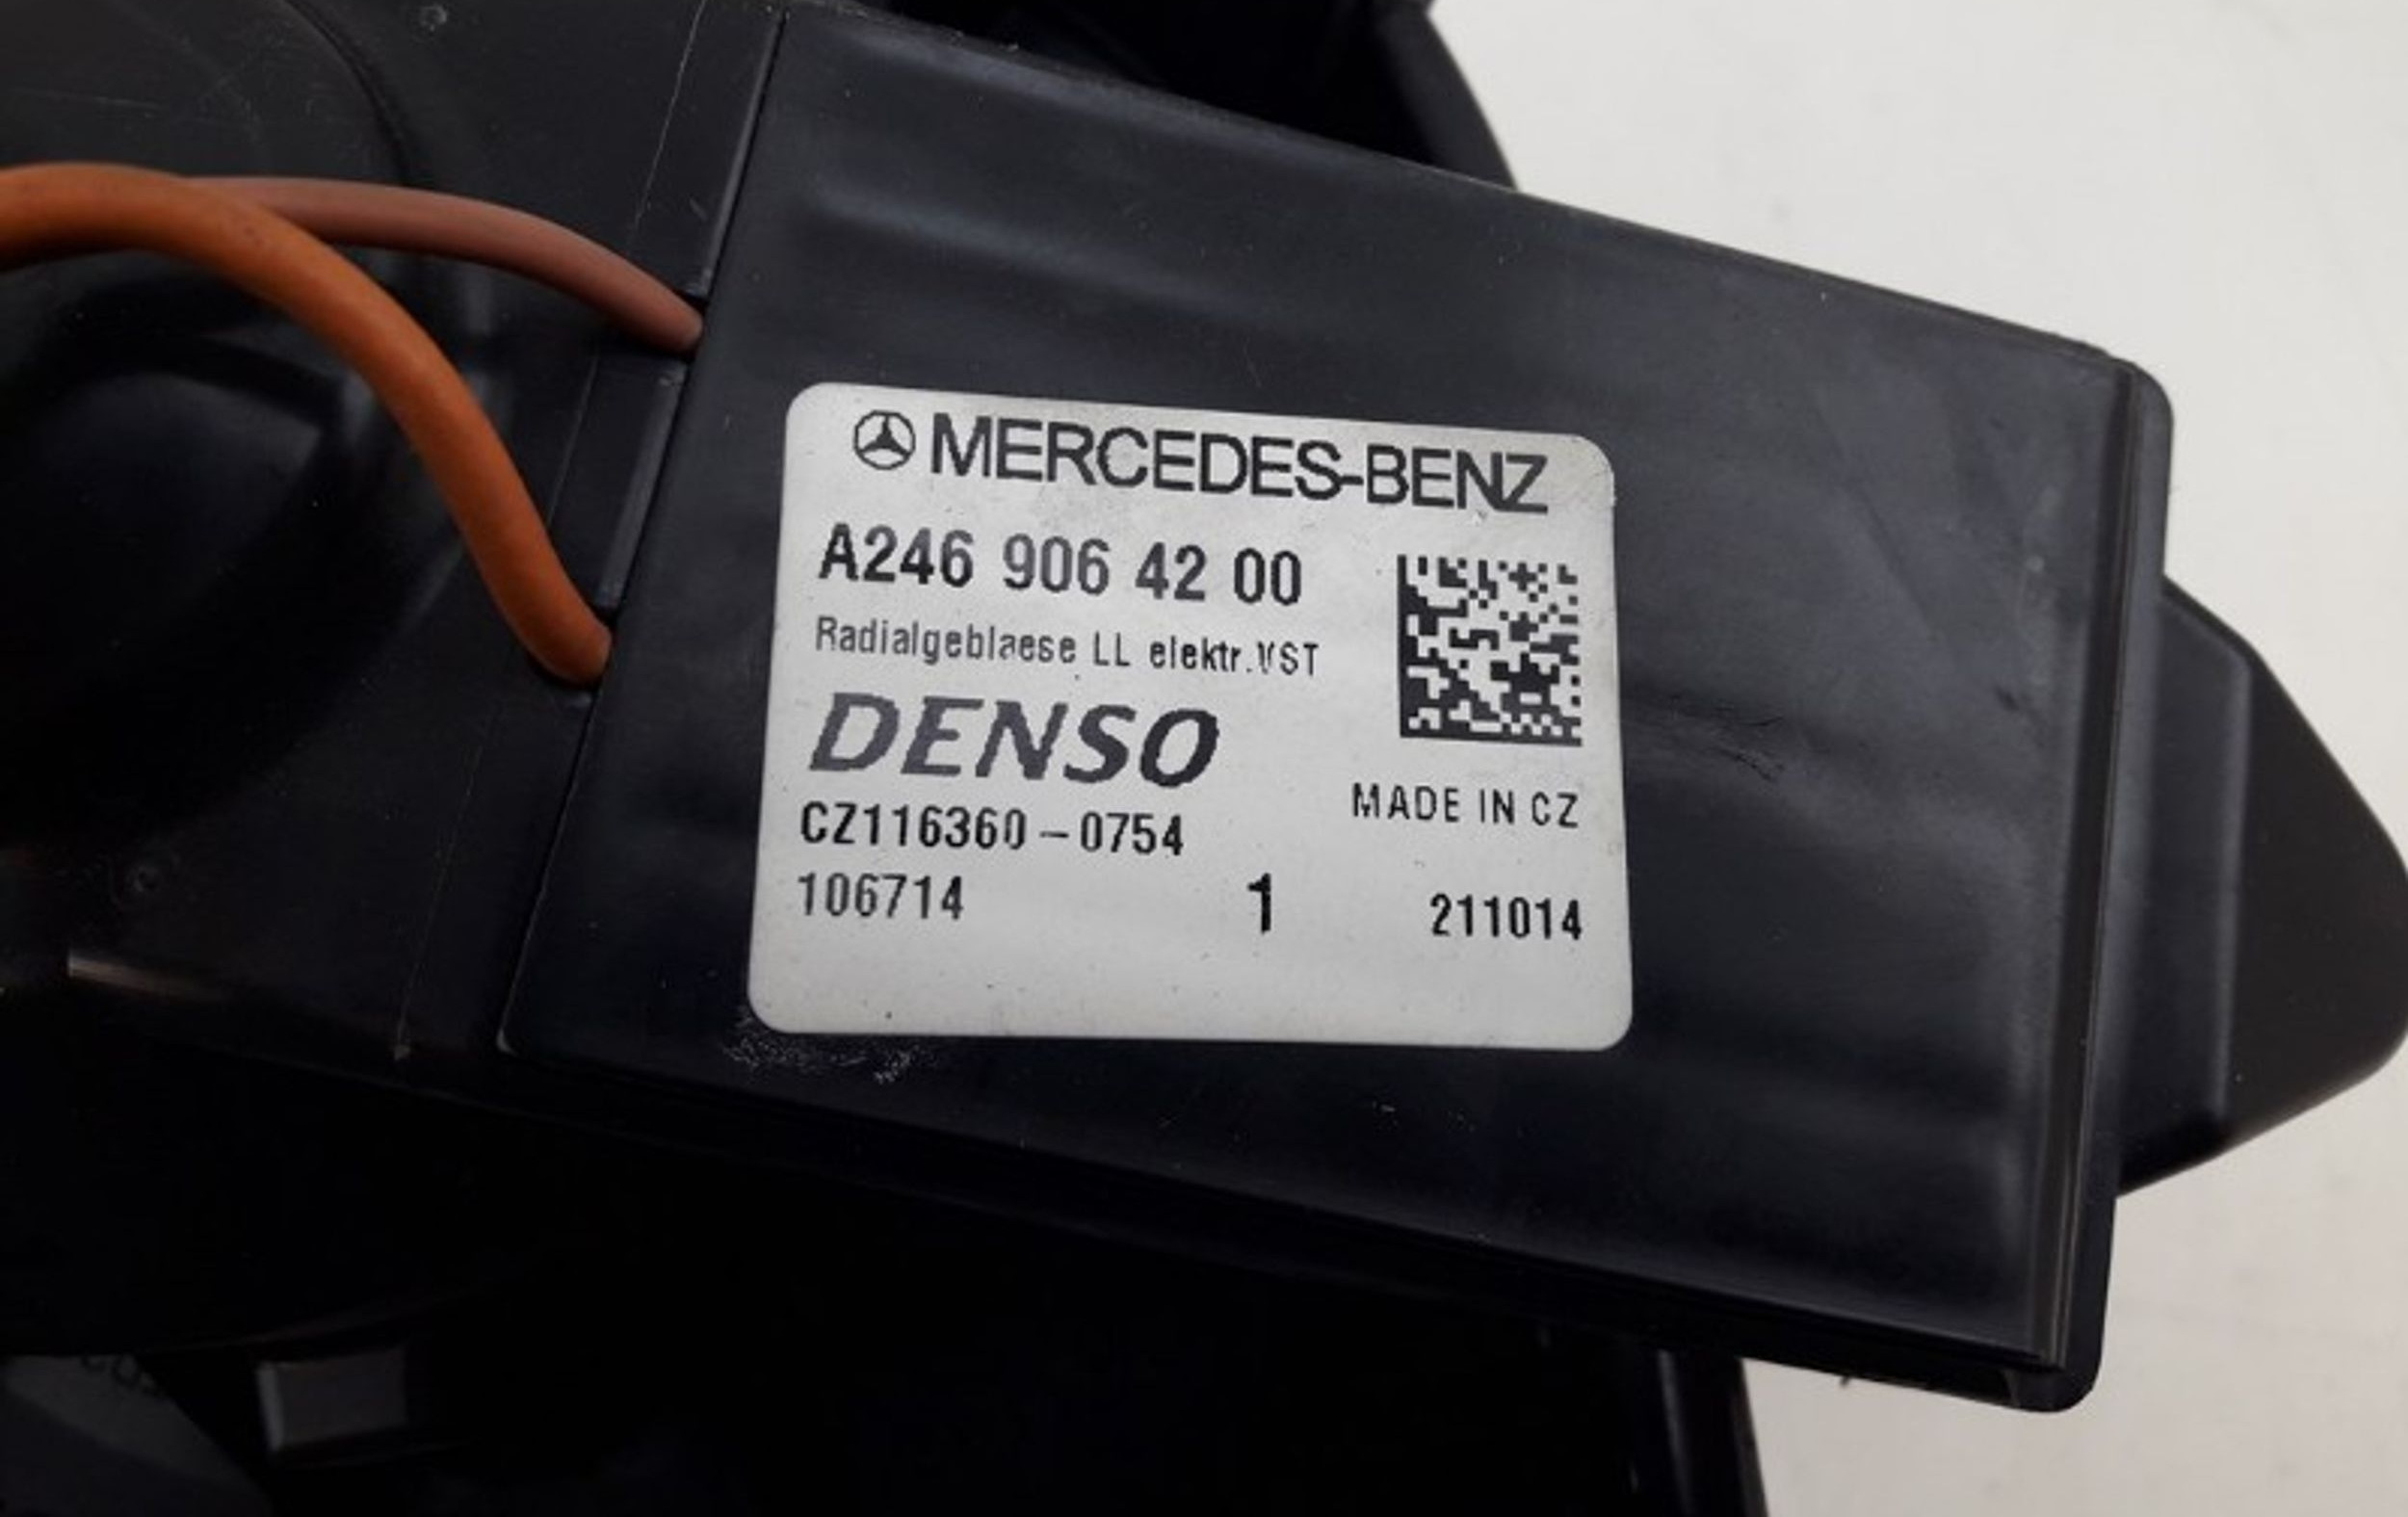 MERCEDES-BENZ
A246 906 42 00
Radialgeblaese LL elektr.VST
DENSO
MADE IN CZ
CZ116360-0754
106714 1 211014